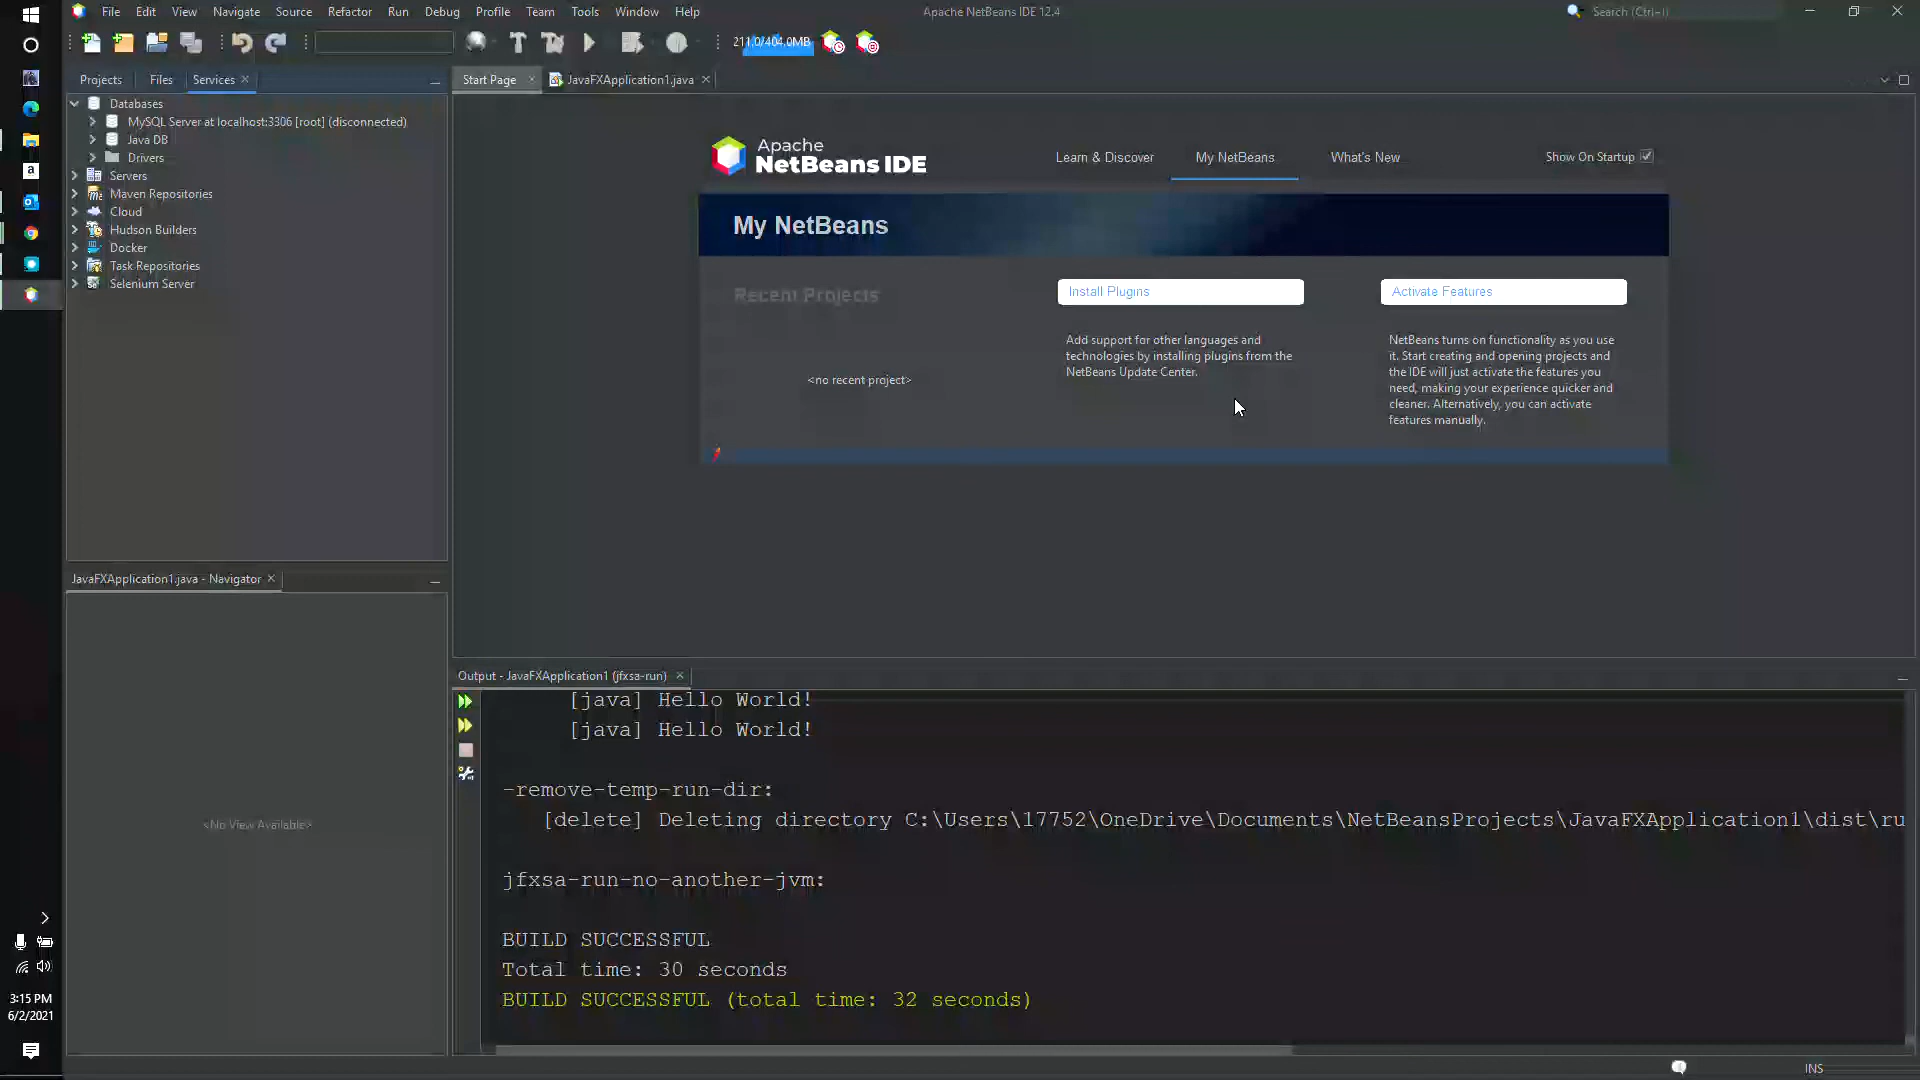 File Edit View Navigate Source Refactor Run Debug Profile Team Tools Window Help
Apache NetBeans IDE 12.4
Search (Ctrl+I)
211.0/404.0MB
Projects Files Services
Start Page JavaFXApplication1.java
Databases
MySQL Server at localhost:3306 [root] (disconnected)
Java DB
Drivers
Servers
Maven Repositories
Cloud
Hudson Builders
Docker
Task Repositories
Selenium Server
Apache
NetBeans IDE
Learn & Discover My NetBeans What's New Show On Startup
My NetBeans
Recent Projects
<no recent project>
Install Plugins
Add support for other languages and
technologies by installing plugins from the
NetBeans Update Center.
Activate Features
NetBeans turns on functionality as you use
it. Start creating and opening projects and
the IDE will just activate the features you
need, making your experience quicker and
cleaner. Alternatively, you can activate
features manually.
JavaFXApplication1.java - Navigator
<No View Available>
Output - JavaFXApplication1 (jfxsa-run)
[java] Hello World!
[java] Hello World!
-remove-temp-run-dir:
[delete] Deleting directory C:\Users\17752\OneDrive\Documents\NetBeansProjects\JavaFXApplication1\dist\ru
jfxsa-run-no-another-jvm:
BUILD SUCCESSFUL
Total time: 30 seconds
BUILD SUCCESSFUL (total time: 32 seconds)
3:15 PM
6/2/2021
INS